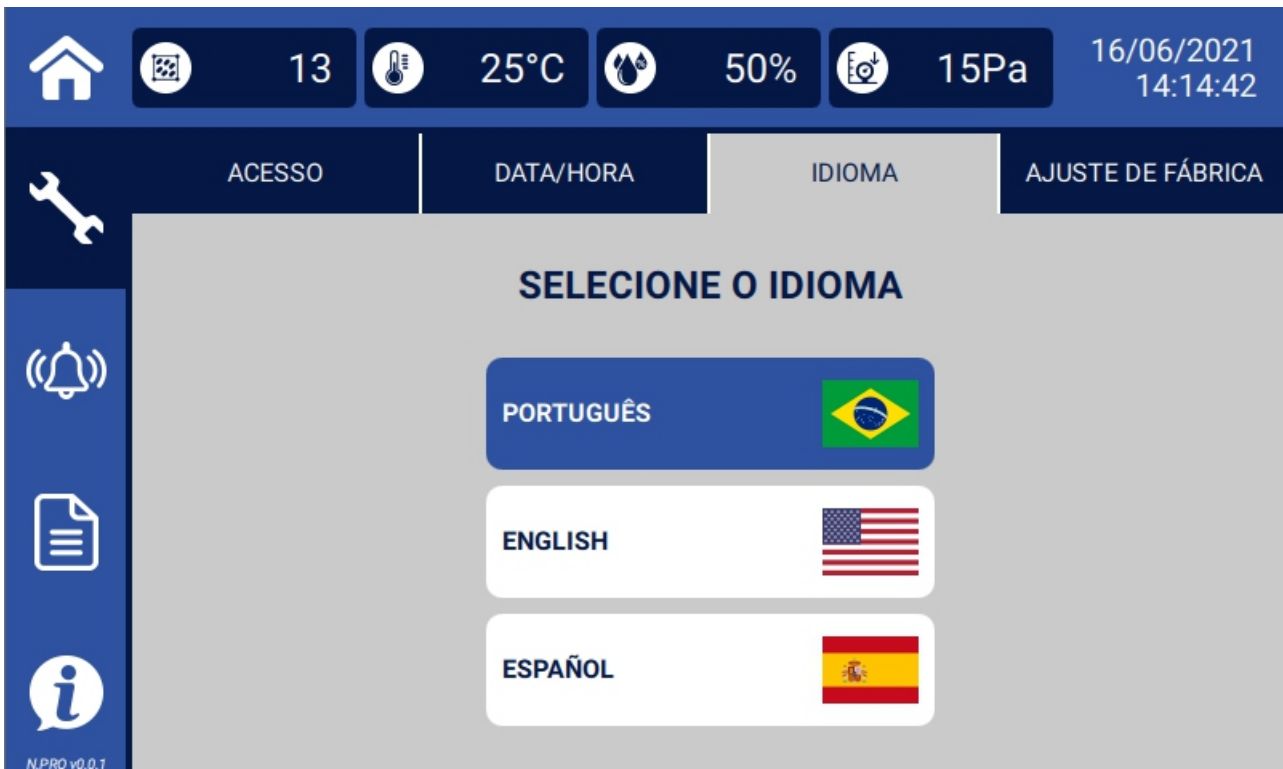 13 25°C 50% 15Pa 16/06/2021
14:14:42
ACESSO DATA/HORA IDIOMA AJUSTE DE FÁBRICA
SELECIONE O IDIOMA
PORTUGUÊS
ENGLISH
ESPAÑOL
N.PRO v0.0.1